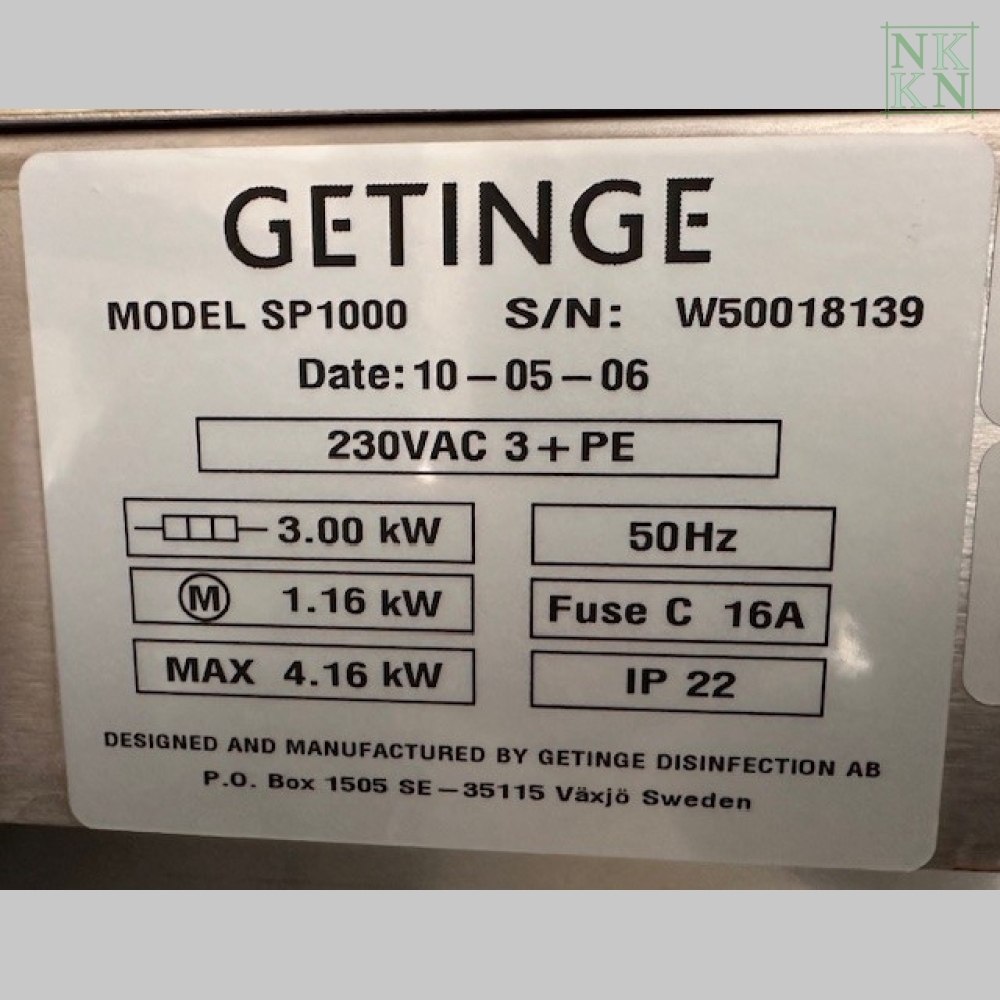 NK
KN
GETINGE
MODEL SP1000 S/N: W50018139
Date: 10-05-06
230VAC 3+PE
3.00 kW
50Hz
M 1.16 kW
Fuse C 16A
MAX 4.16 kW
IP 22
DESIGNED AND MANUFACTURED BY GETINGE DISINFECTION AB
P.O. Box 1505 SE-35115 Växjö Sweden